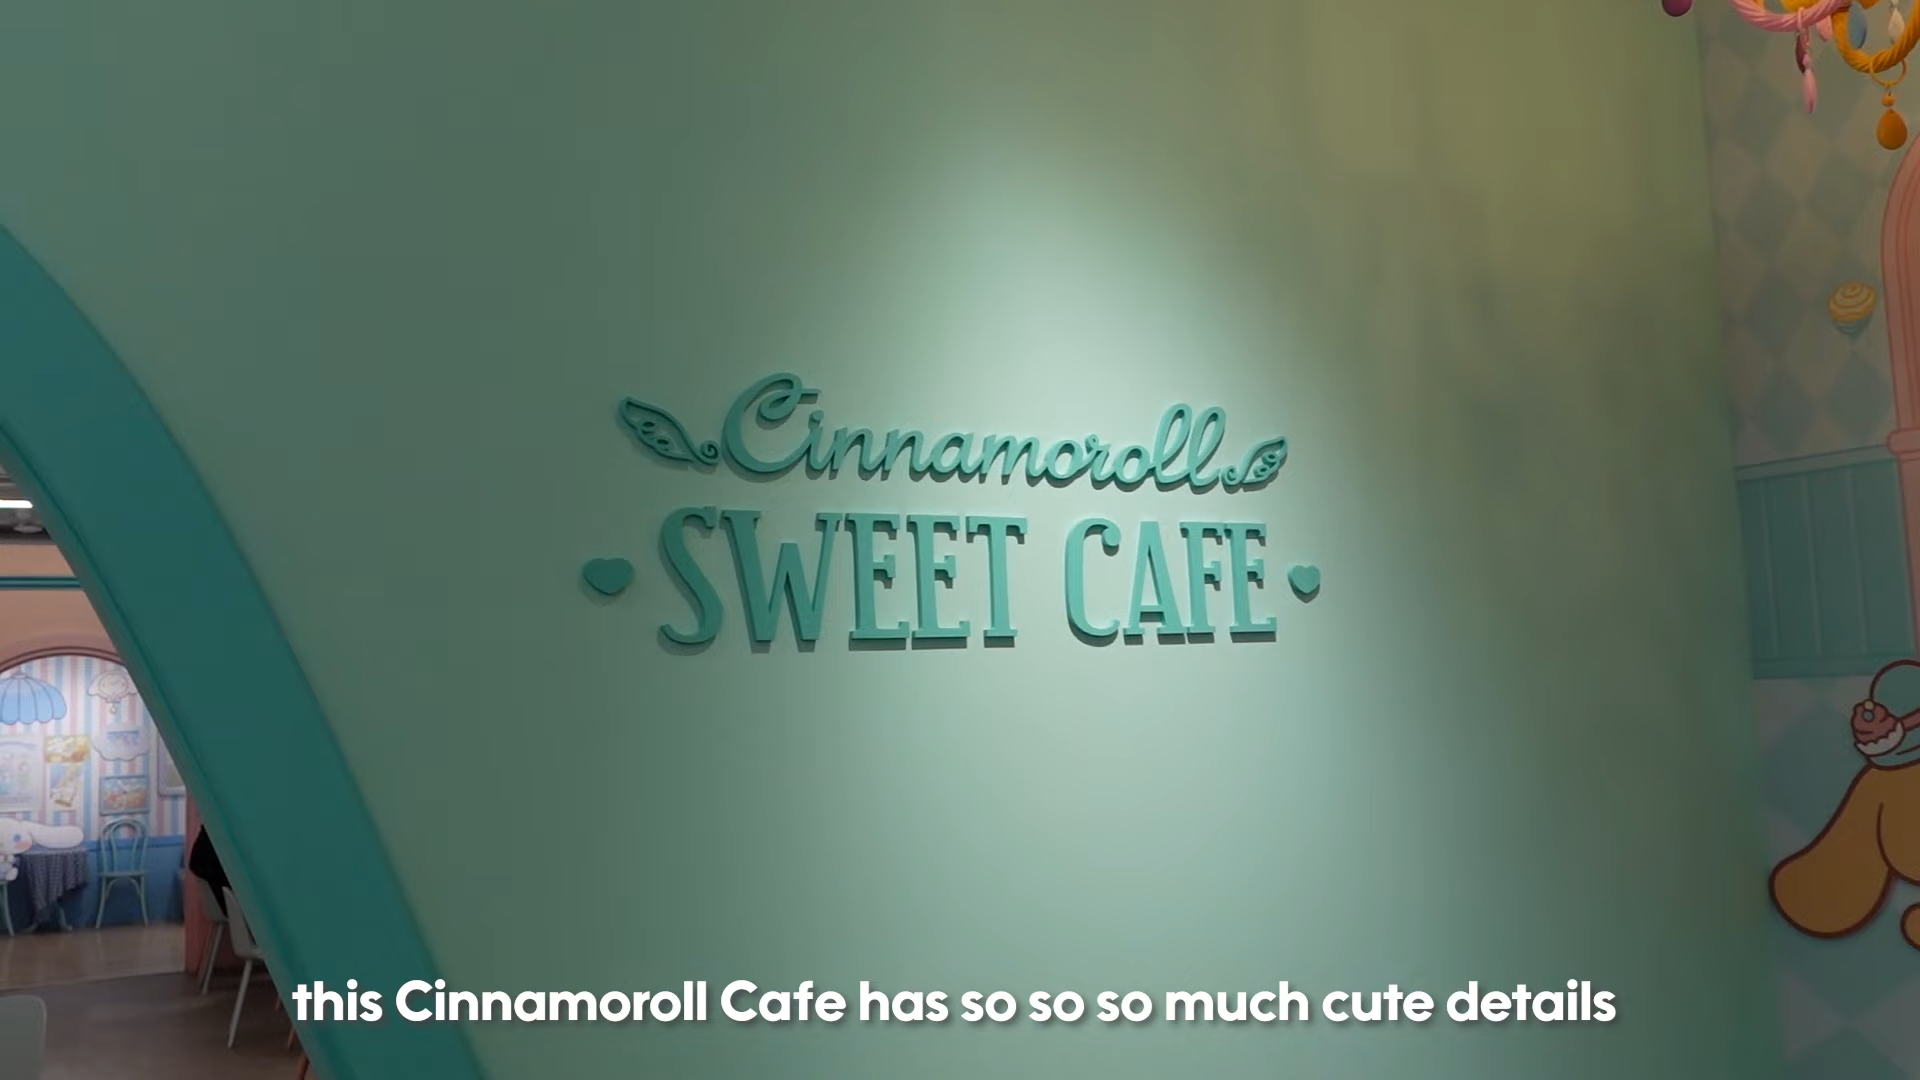 Cinnamoroll
SWEET CAFE
this Cinnamoroll Cafe has so so so much cute details